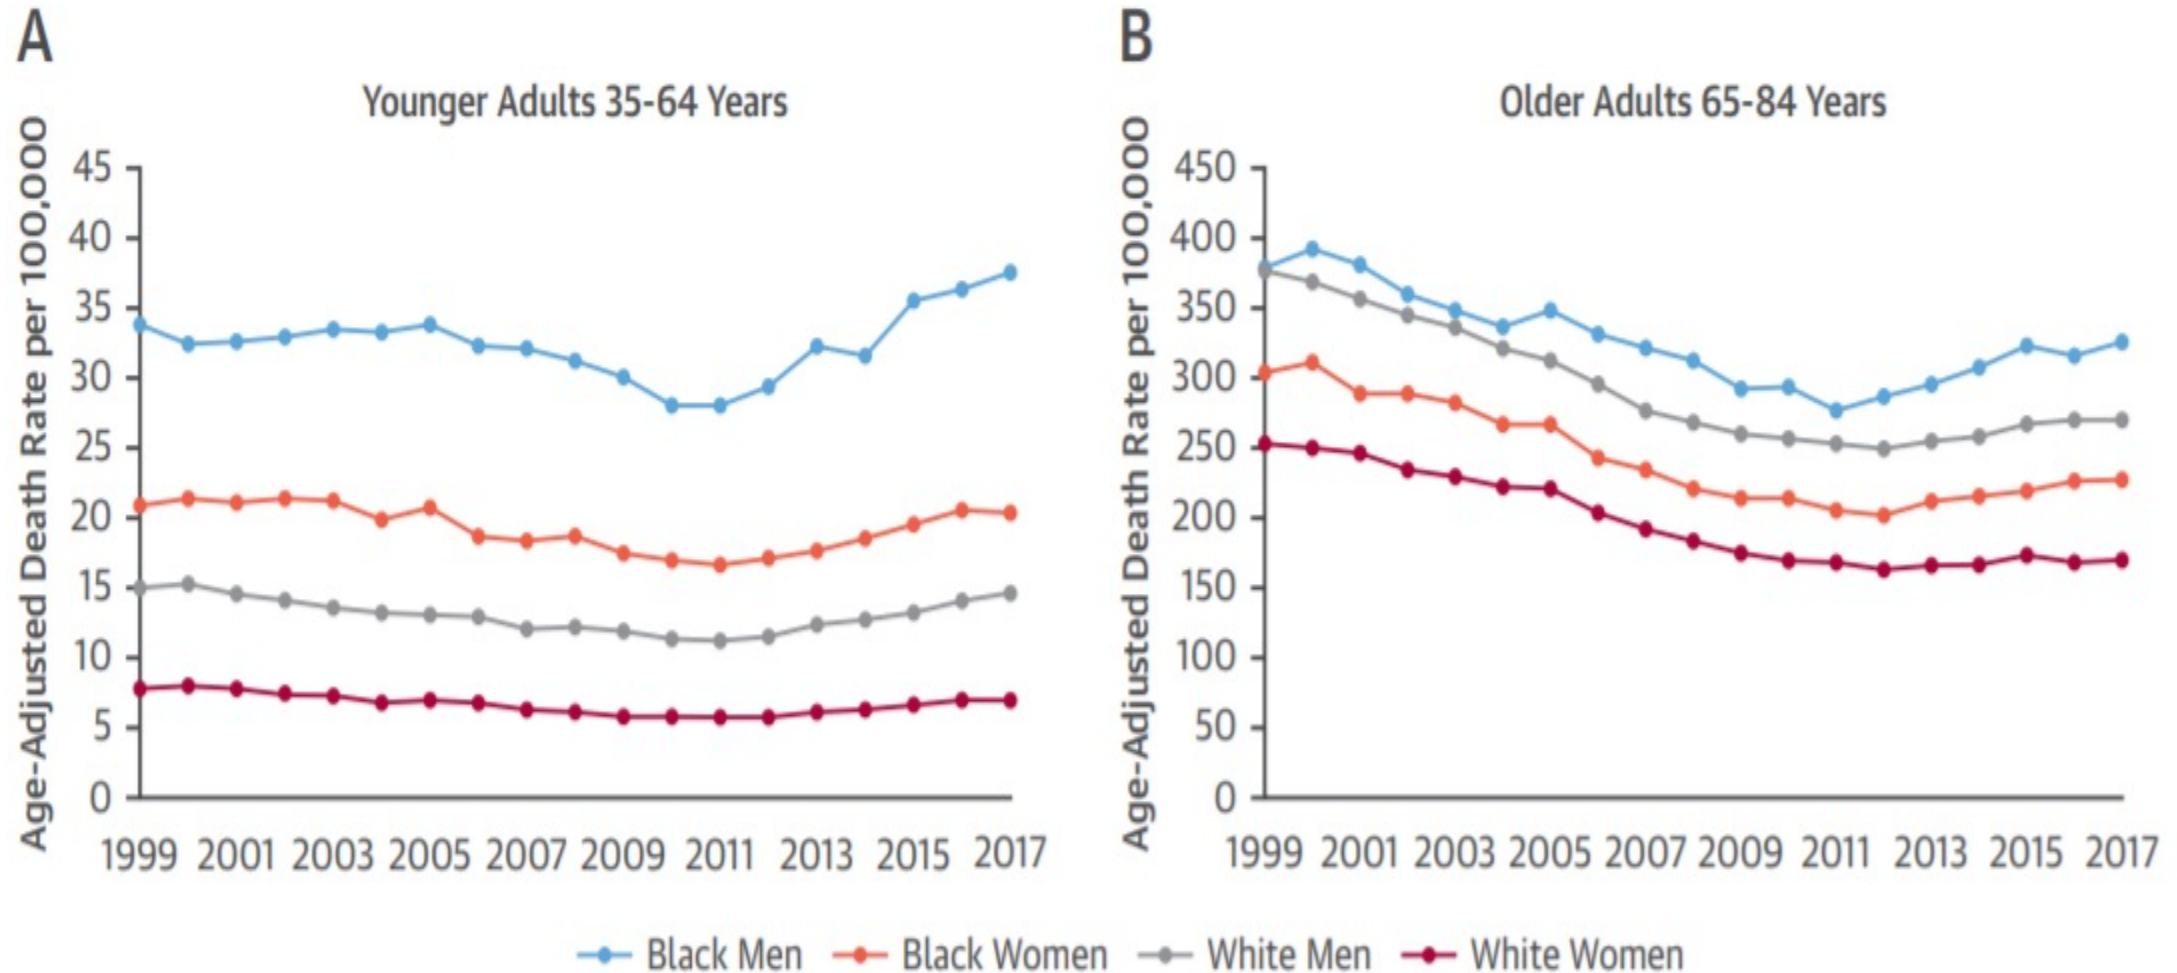 A
Younger Adults 35-64 Years
Age-Adjusted Death Rate per 100,000
45
40
35
30
25
20
15
10
5
0
1999 2001 2003 2005 2007 2009 2011 2013 2015 2017
B
Older Adults 65-84 Years
Age-Adjusted Death Rate per 100,000
450
400
350
300
250
200
150
100
50
0
1999 2001 2003 2005 2007 2009 2011 2013 2015 2017
Black Men Black Women White Men White Women